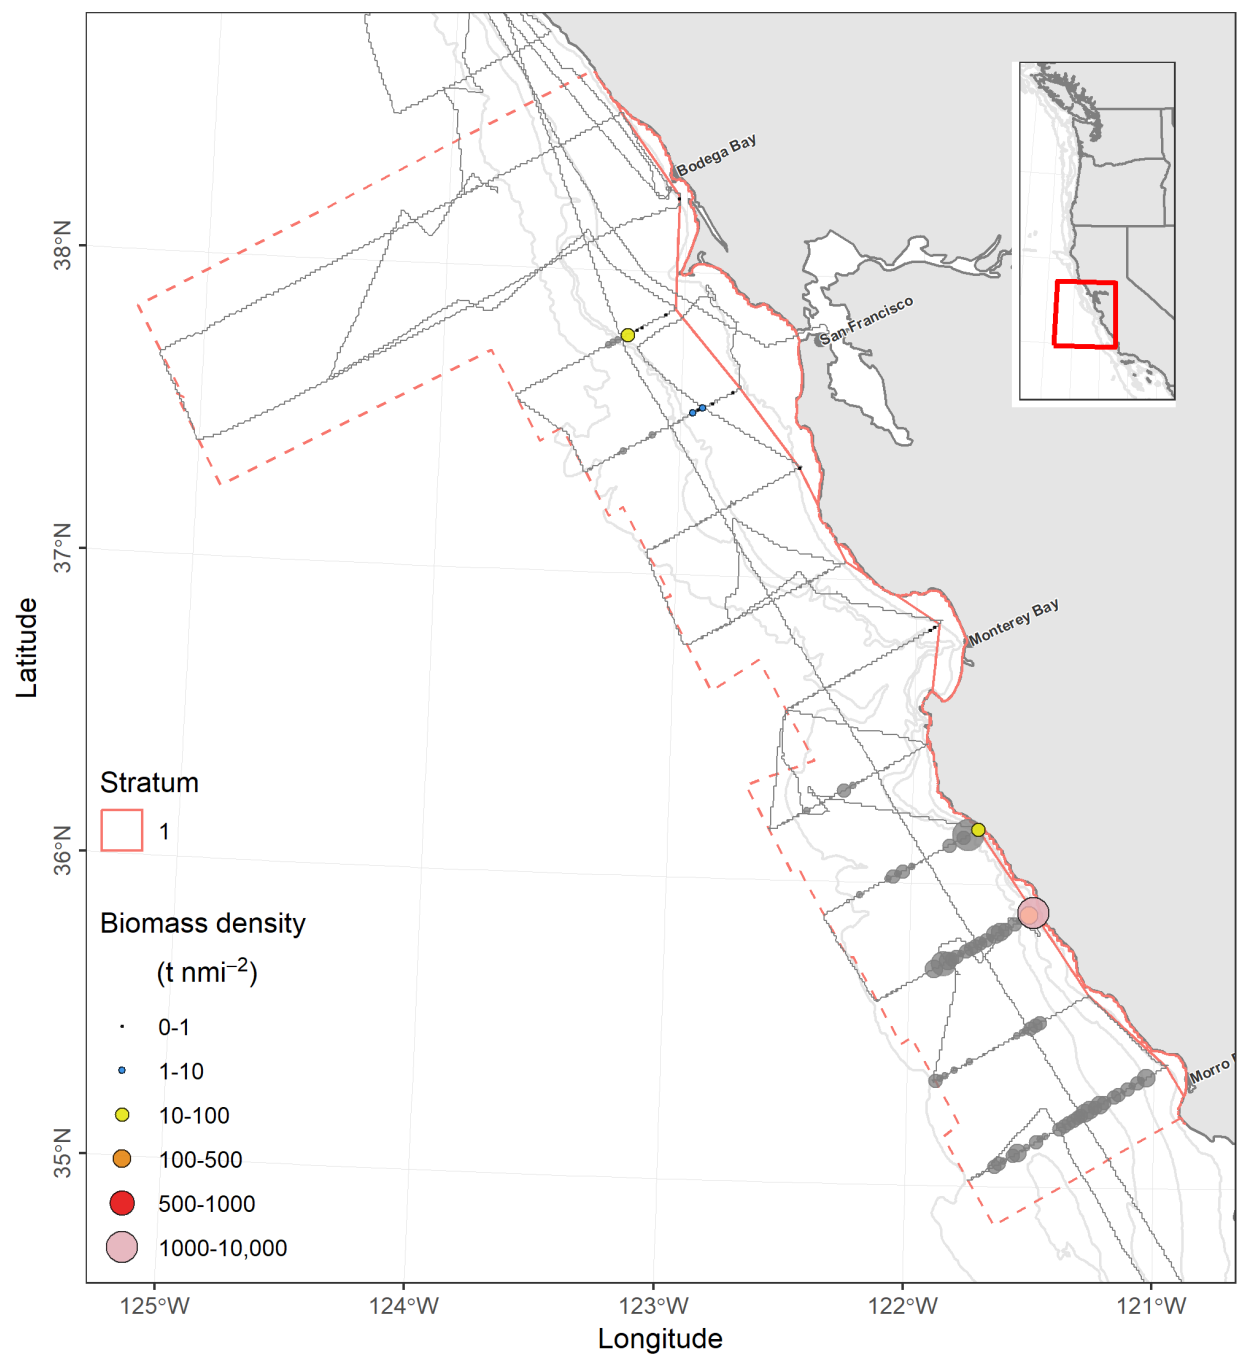 Bodega Bay
San Francisco
Monterey Bay
Morro
38°N
37°N
36°N
35°N
Latitude
Stratum
1
Biomass density
(t nmi⁻²)
0-1
1-10
10-100
100-500
500-1000
1000-10,000
125°W 124°W 123°W 122°W 121°W
Longitude